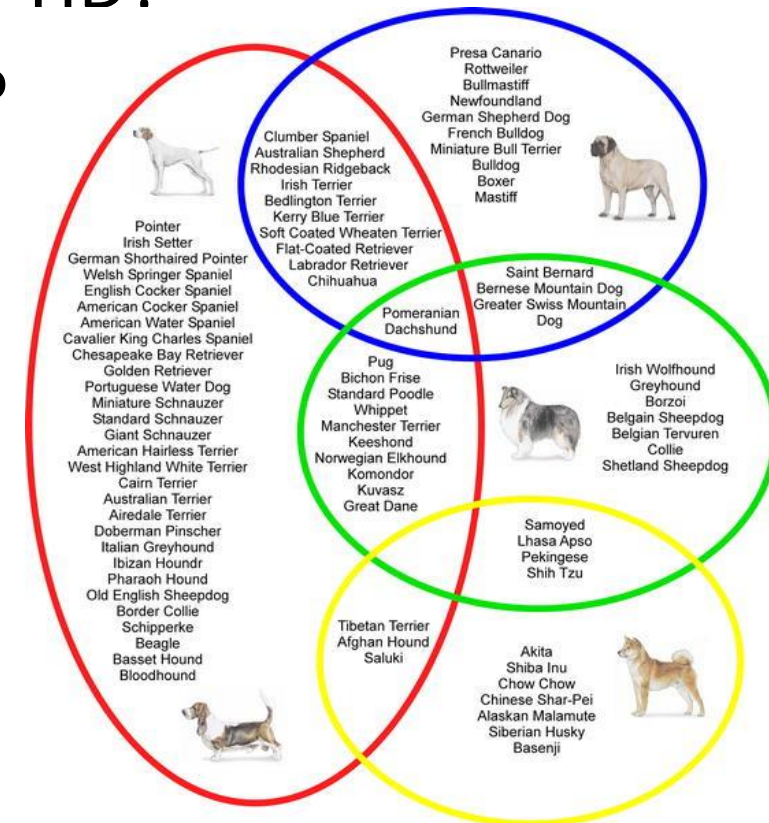 Presa Canario
Rottweiler
Bullmastiff
Newfoundland
German Shepherd Dog
French Bulldog
Miniature Bull Terrier
Bulldog
Boxer
Mastiff
Clumber Spaniel
Australian Shepherd
Rhodesian Ridgeback
Irish Terrier
Bedlington Terrier
Kerry Blue Terrier
Soft Coated Wheaten Terrier
Flat-Coated Retriever
Labrador Retriever
Chihuahua
Pointer
Irish Setter
German Shorthaired Pointer
Welsh Springer Spaniel
English Cocker Spaniel
American Cocker Spaniel
American Water Spaniel
Cavalier King Charles Spaniel
Chesapeake Bay Retriever
Golden Retriever
Portuguese Water Dog
Miniature Schnauzer
Standard Schnauzer
Giant Schnauzer
American Hairless Terrier
West Highland White Terrier
Cairn Terrier
Australian Terrier
Airedale Terrier
Doberman Pinscher
Italian Greyhound
Ibizan Houndr
Pharaoh Hound
Old English Sheepdog
Border Collie
Schipperke
Beagle
Basset Hound
Bloodhound
Saint Bernard
Bernese Mountain Dog
Greater Swiss Mountain
Dog
Pomeranian
Dachshund
Pug
Bichon Frise
Standard Poodle
Whippet
Manchester Terrier
Keeshond
Norwegian Elkhound
Komondor
Kuvasz
Great Dane
Irish Wolfhound
Greyhound
Borzoi
Belgain Sheepdog
Belgian Tervuren
Collie
Shetland Sheepdog
Samoyed
Lhasa Apso
Pekingese
Shih Tzu
Tibetan Terrier
Afghan Hound
Saluki
Akita
Shiba Inu
Chow Chow
Chinese Shar-Pei
Alaskan Malamute
Siberian Husky
Basenji